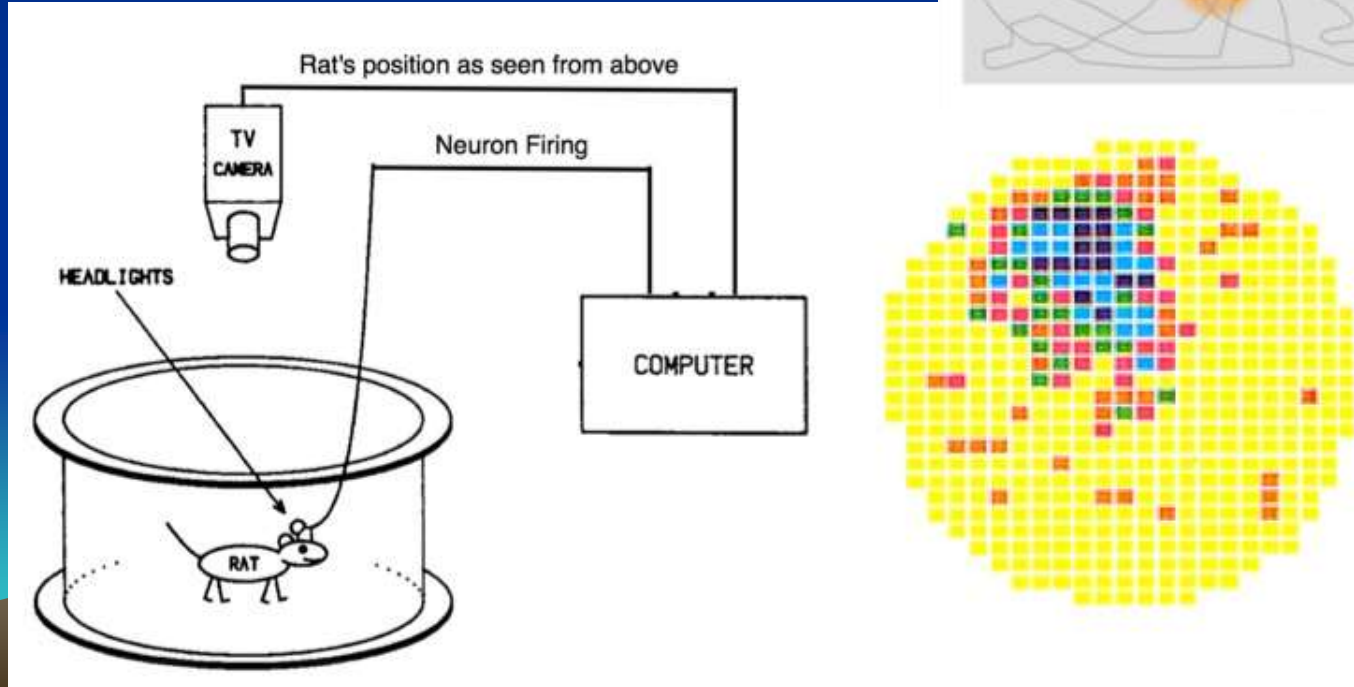 Rat's position as seen from above
TV
CAMERA
Neuron Firing
HEADLIGHTS
COMPUTER
RAT